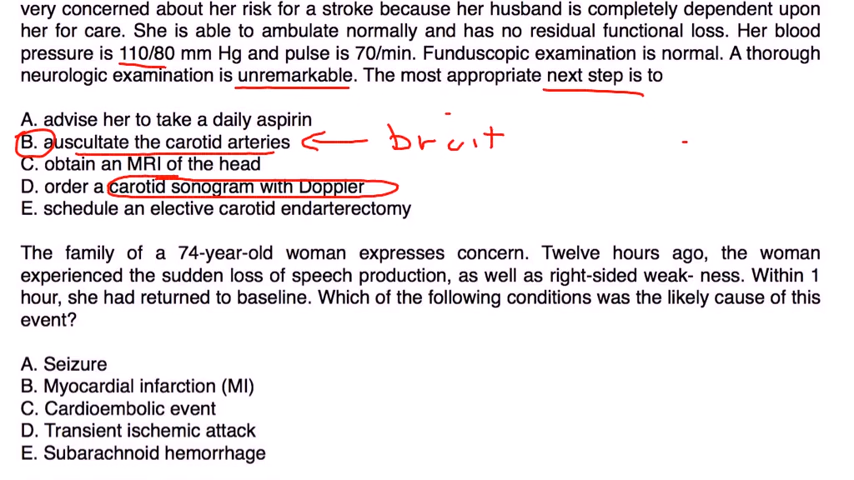 very concerned about her risk for a stroke because her husband is completely dependent upon
her for care. She is able to ambulate normally and has no residual functional loss. Her blood
pressure is 110/80 mm Hg and pulse is 70/min. Funduscopic examination is normal. A thorough
neurologic examination is unremarkable. The most appropriate next step is to
A. advise her to take a daily aspirin
B. auscultate the carotid arteries bruit
C. obtain an MRI of the head
D. order a carotid sonogram with Doppler
E. schedule an elective carotid endarterectomy
The family of a 74-year-old woman expresses concern. Twelve hours ago, the woman
experienced the sudden loss of speech production, as well as right-sided weak- ness. Within 1
hour, she had returned to baseline. Which of the following conditions was the likely cause of this
event?
A. Seizure
B. Myocardial infarction (MI)
C. Cardioembolic event
D. Transient ischemic attack
E. Subarachnoid hemorrhage